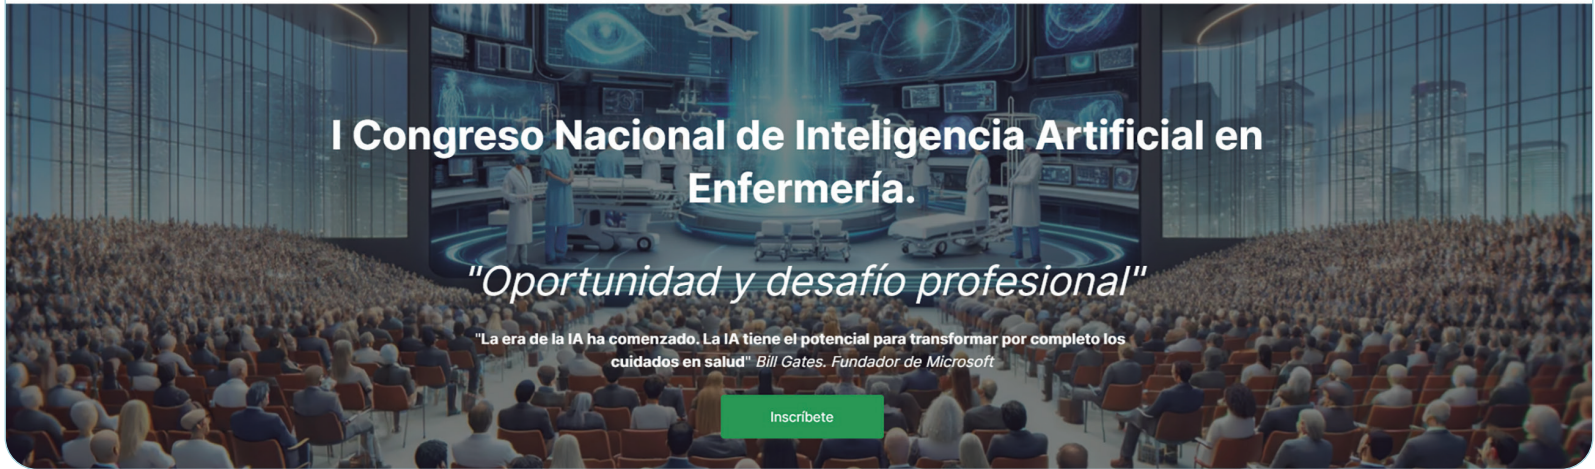 I Congreso Nacional de Inteligencia Artificial en
Enfermería.
"Oportunidad y desafío profesional"
"La era de la IA ha comenzado. La IA tiene el potencial para transformar por completo los
cuidados en salud" Bill Gates. Fundador de Microsoft
Inscríbete